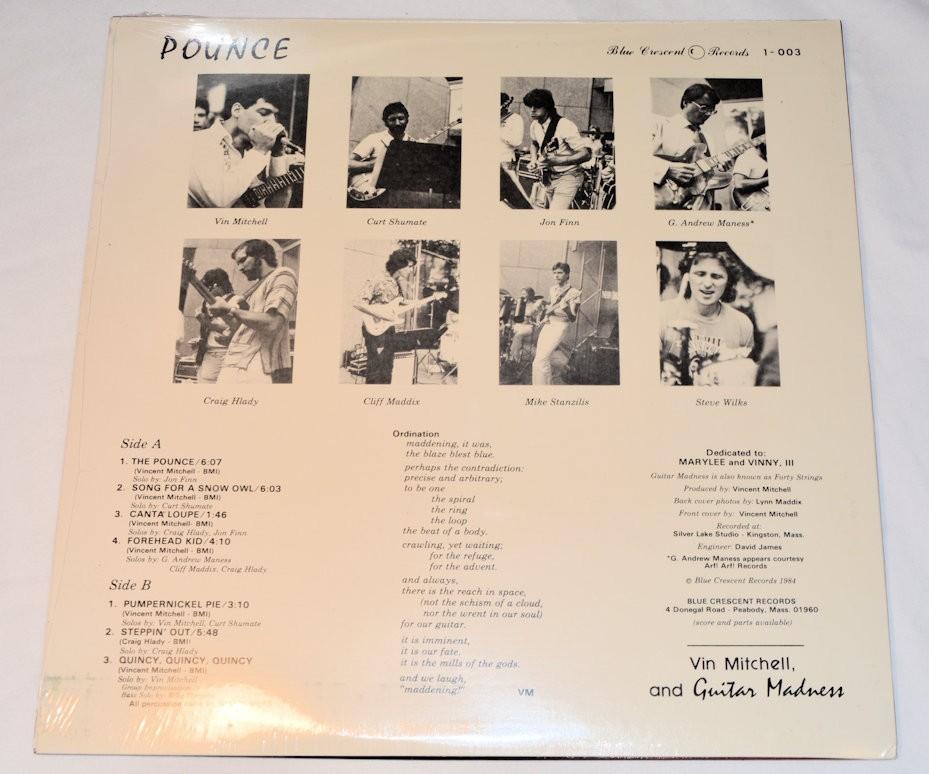 POUNCE
Blue Crescent Records 1-003
Vin Mitchell
Curt Shumate
Jon Finn
G. Andrew Maness*
Craig Hlady
Cliff Maddix
Mike Stanzilis
Steve Wilks
Side A
1. THE POUNCE/6:07
(Vincent Mitchell - BMI)
Solo by: Jon Finn
2. SONG FOR A SNOW OWL/6:03
(Vincent Mitchell - BMI)
Solo by: Curt Shumate
3. CANTA'LOUPE/1:46
(Vincent Mitchell- BMI)
Solos by: Craig Hlady, Jon Finn
4. FOREHEAD KID/4:10
(Vincent Mitchell - BMI)
Solos by: G. Andrew Maness
Cliff Maddix, Craig Hlady
Side B
1. PUMPERNICKEL PIE/3:10
(Vincent Mitchell - BMI)
Solos by: Vin Mitchell, Curt Shumate
2. STEPPIN' OUT/5:48
(Craig Hlady - BMI)
Solo by: Craig Hlady
3. QUINCY, QUINCY, QUINCY
(Vincent Mitchell - BMI)
Solo by: Vin Mitchell
Group Improvisation
Bass Solo by: Mike
All percussion
Ordination
maddening, it was,
the blaze blest blue.
perhaps the contradiction:
precise and arbitrary;
to be one
the spiral
the ring
the loop
the beat of a body.
crawling, yet waiting;
for the refuge,
for the advent.
and always,
there is the reach in space,
(not the schism of a cloud,
nor the wrent in our soul)
for our guitar.
it is imminent,
it is our fate,
it is the mills of the gods.
and we laugh,
"maddening!"
VM
Dedicated to:
MARYLEE and VINNY, III
Guitar Madness is also known as Forty Strings
Produced by: Vincent Mitchell
Back cover photos by: Lynn Maddix
Front cover by: Vincent Mitchell
Recorded at:
Silver Lake Studio - Kingston, Mass.
Engineer: David James
*G. Andrew Maness appears courtesy
Arf! Arf! Records
© Blue Crescent Records 1984
BLUE CRESCENT RECORDS
4 Donegal Road - Peabody, Mass. 01960
(score and parts available)
Vin Mitchell,
and Guitar Madness